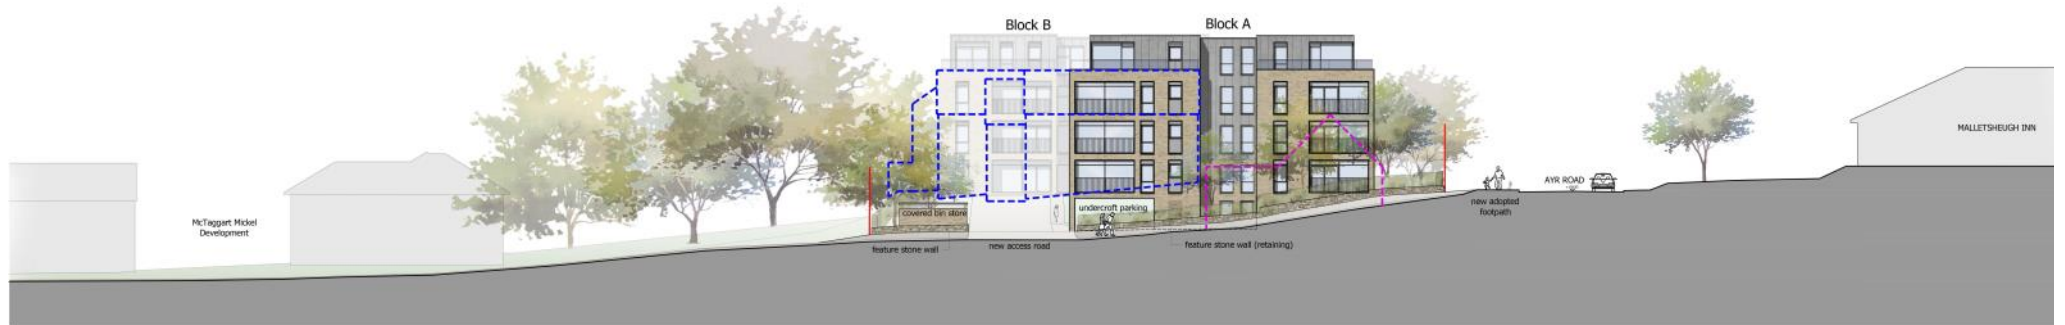 Block B
Block A
McTaggart Mickel
Development
covered bin store
undercroft parking
feature stone wall
new access road
feature stone wall (retaining)
new adopted
footpath
AYR ROAD
MALLETSHEUGH INN